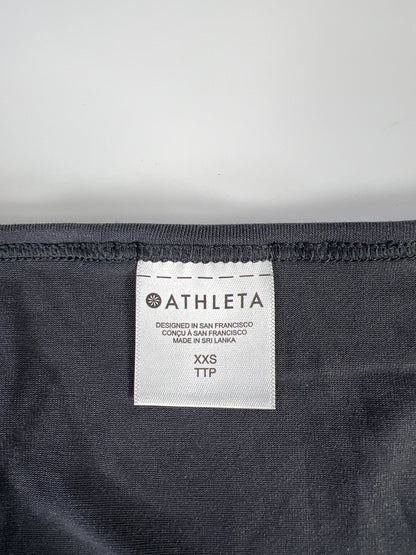 ATHLETA
DESIGNED IN SAN FRANCISCO
CONÇU À SAN FRANCISCO
MADE IN SRI LANKA
XXS
TTP